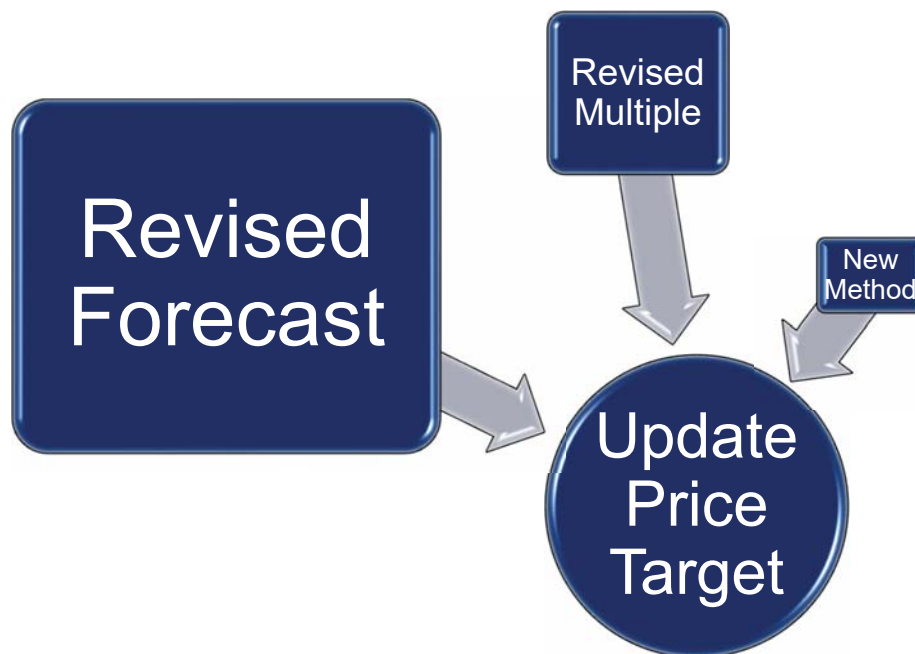 Revised
Multiple
Revised
Forecast
New
Method
Update
Price
Target